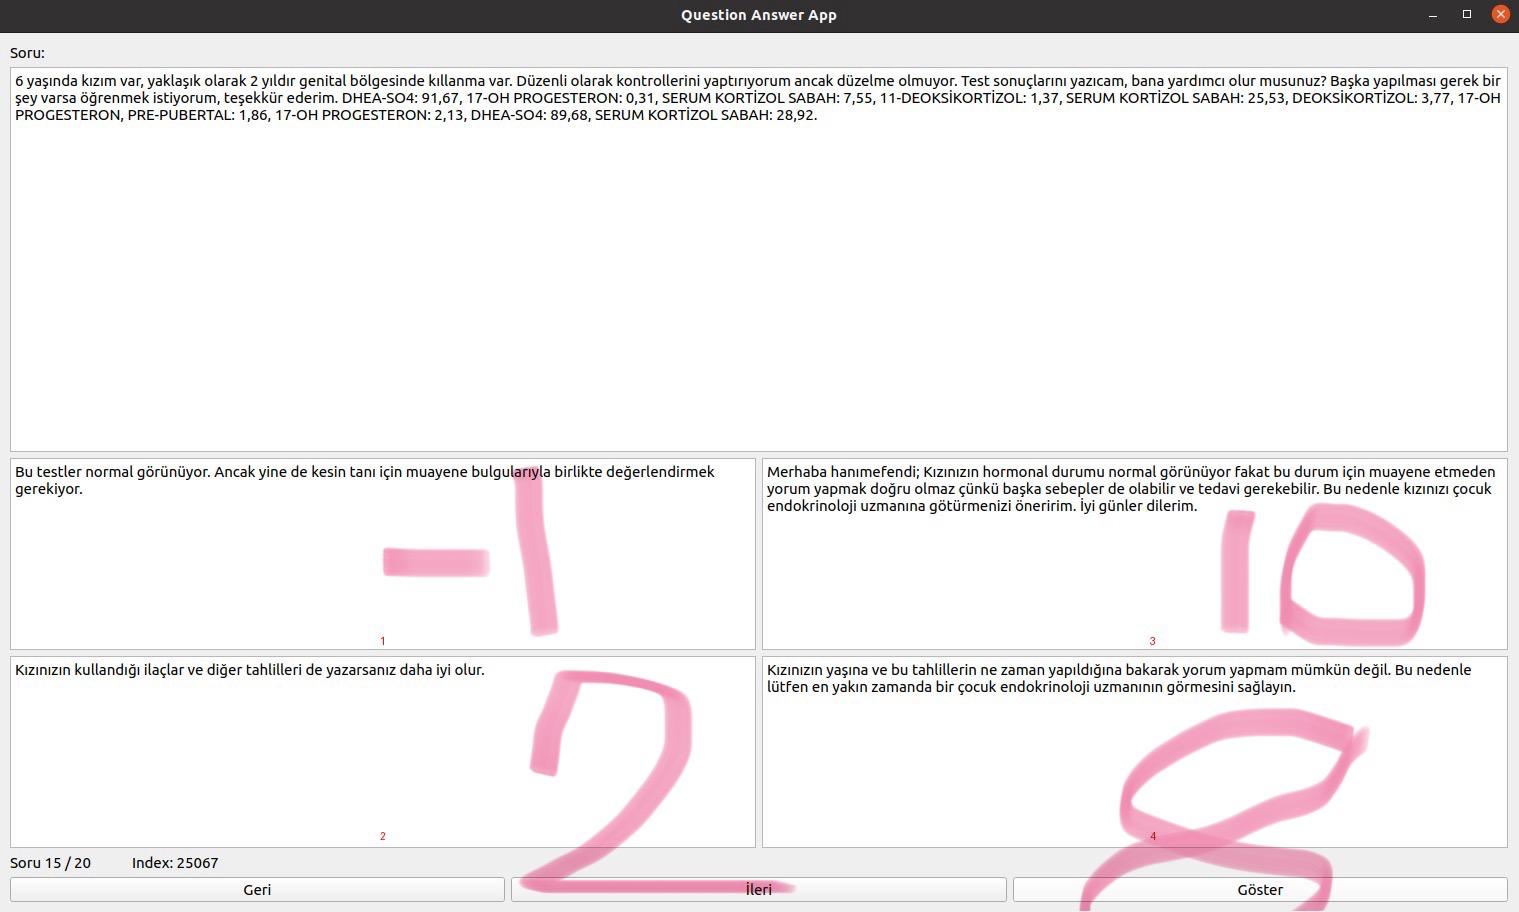 Question Answer App
Soru:
6 yaşında kızım var, yaklaşık olarak 2 yıldır genital bölgesinde kıllanma var. Düzenli olarak kontrollerini yaptırıyorum ancak düzelme olmuyor. Test sonuçlarını yazıcam, bana yardımcı olur musunuz? Başka yapılması gerek bir
şey varsa öğrenmek istiyorum, teşekkür ederim. DHEA-SO4: 91,67, 17-OH PROGESTERON: 0,31, SERUM KORTİZOL SABAH: 7,55, 11-DEOKSİKORTİZOL: 1,37, SERUM KORTİZOL SABAH: 25,53, DEOKSİKORTİZOL: 3,77, 17-OH
PROGESTERON, PRE-PUBERTAL: 1,86, 17-OH PROGESTERON: 2,13, DHEA-SO4: 89,68, SERUM KORTİZOL SABAH: 28,92.
Bu testler normal görünüyor. Ancak yine de kesin tanı için muayene bulgularıyla birlikte değerlendirmek
gerekiyor.
-1
1
Merhaba hanımefendi; Kızınızın hormonal durumu normal görünüyor fakat bu durum için muayene etmeden
yorum yapmak doğru olmaz çünkü başka sebepler de olabilir ve tedavi gerekebilir. Bu nedenle kızınızı çocuk
endokrinoloji uzmanına götürmenizi öneririm. İyi günler dilerim.
10
3
Kızınızın kullandığı ilaçlar ve diğer tahlilleri de yazarsanız daha iyi olur.
2
2
Kızınızın yaşına ve bu tahlillerin ne zaman yapıldığına bakarak yorum yapmam mümkün değil. Bu nedenle
lütfen en yakın zamanda bir çocuk endokrinoloji uzmanının görmesini sağlayın.
8
4
Soru 15 / 20 Index: 25067
Geri İleri Göster